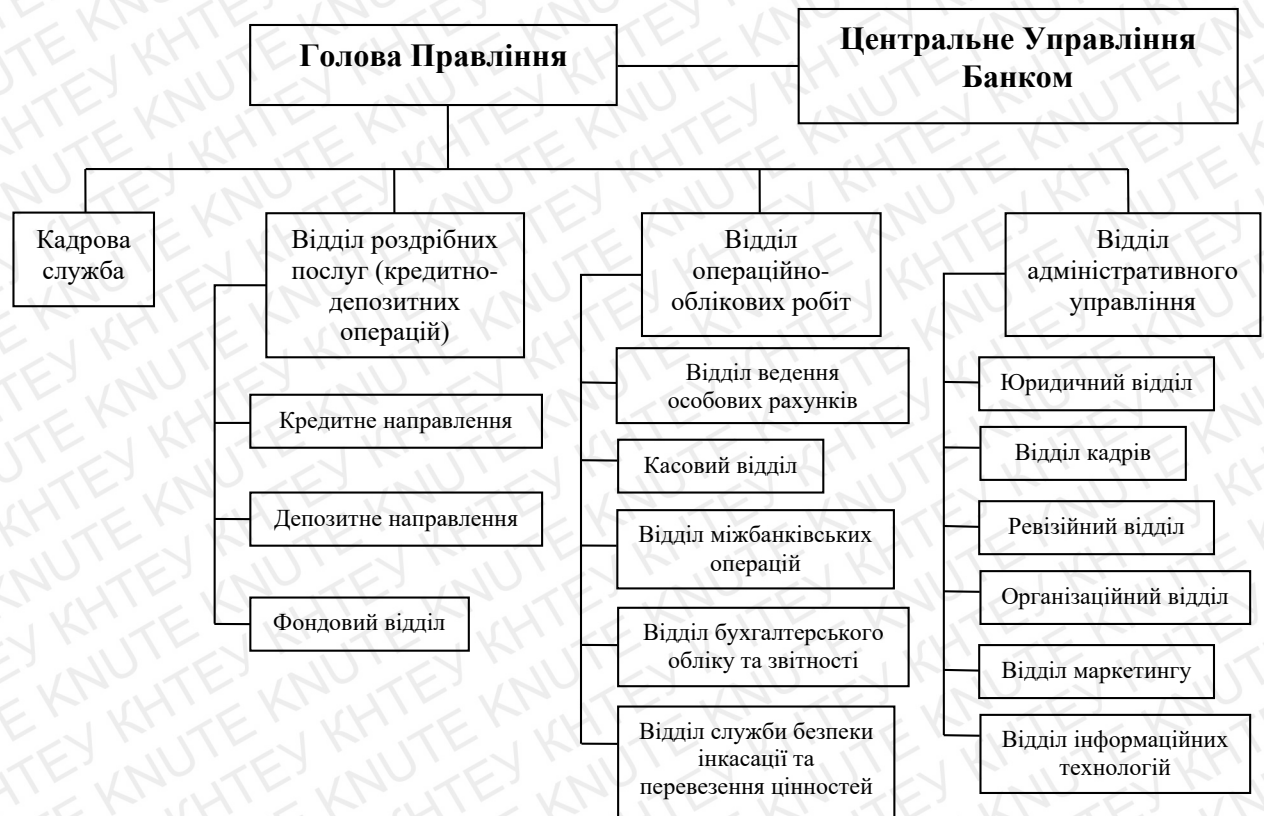 Голова Правління
Центральне Управління
Банком
Кадрова
служба
Відділ роздрібних
послуг (кредитно-
депозитних
операцій)
Кредитне направлення
Депозитне направлення
Фондовий відділ
Відділ
операційно-
облікових робіт
Відділ ведення
особових рахунків
Касовий відділ
Відділ міжбанківських
операцій
Відділ бухгалтерського
обліку та звітності
Відділ служби безпеки
інкасації та
перевезення цінностей
Відділ
адміністративного
управління
Юридичний відділ
Відділ кадрів
Ревізійний відділ
Організаційний відділ
Відділ маркетингу
Відділ інформаційних
технологій